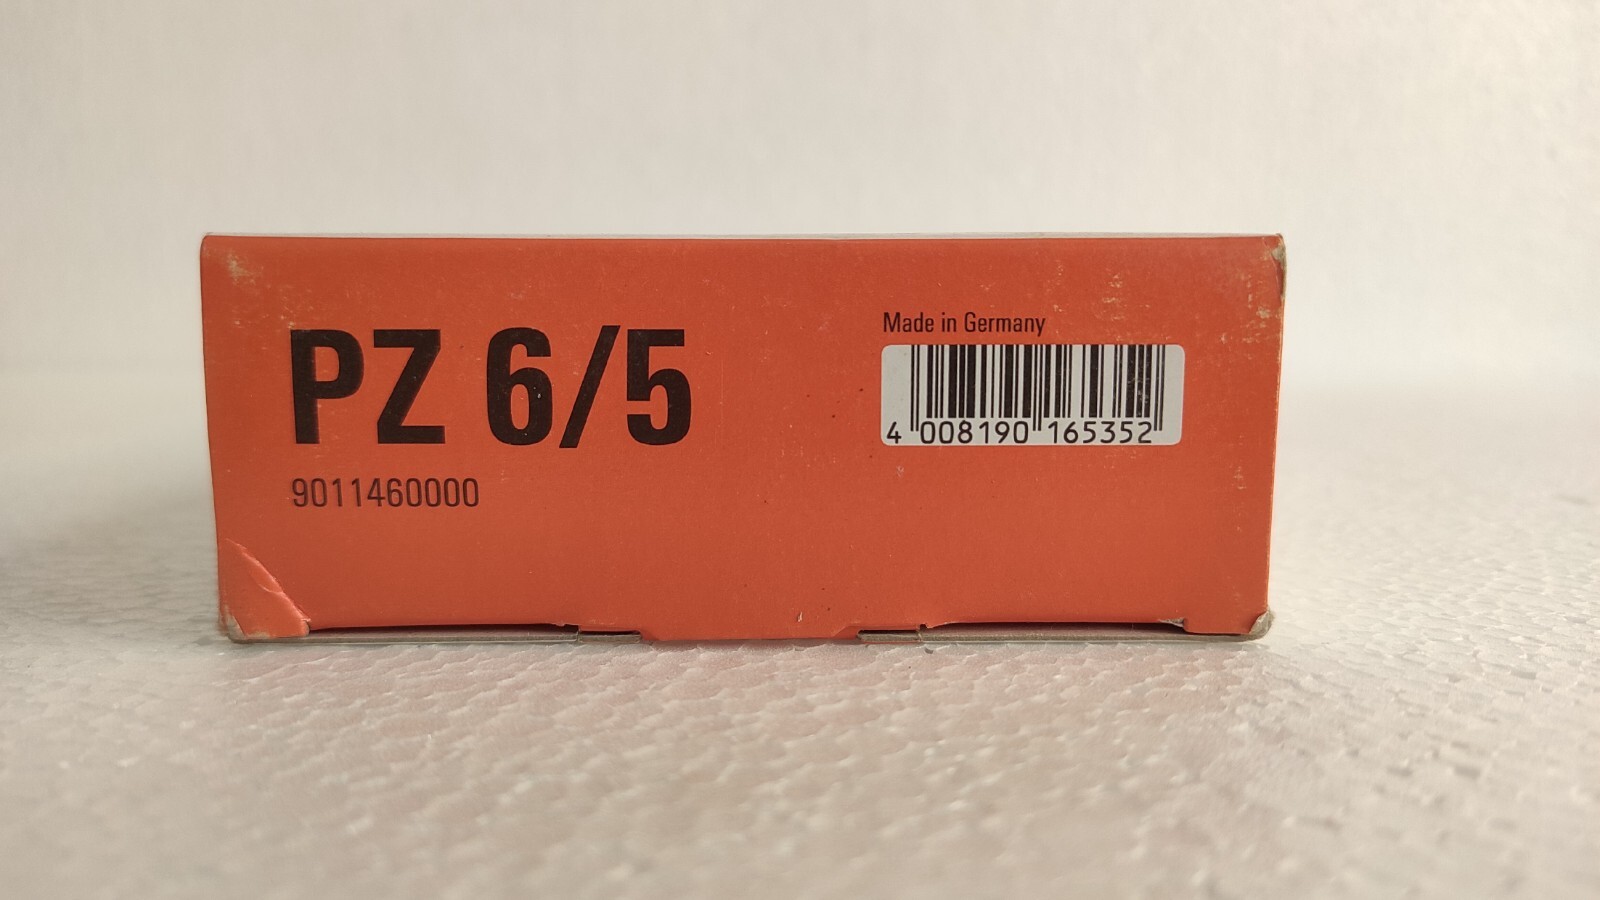 PZ 6/5
9011460000
Made in Germany
4 008190 165352